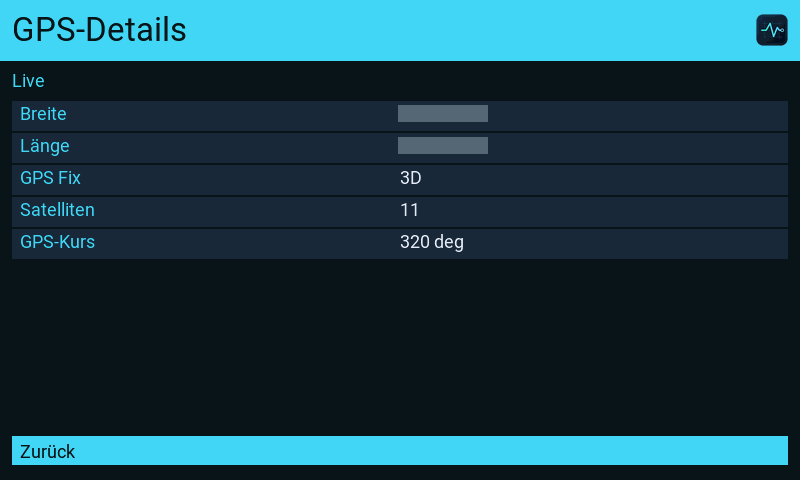 GPS-Details
Live
Breite
Länge
GPS Fix 3D
Satelliten 11
GPS-Kurs 320 deg
Zurück